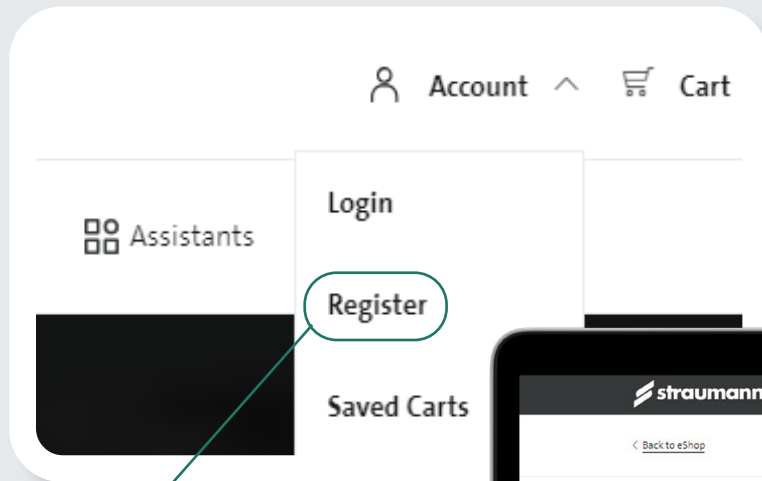 Account Cart
Login
Assistants
Register
Saved Carts
straumann
< Back to eShop